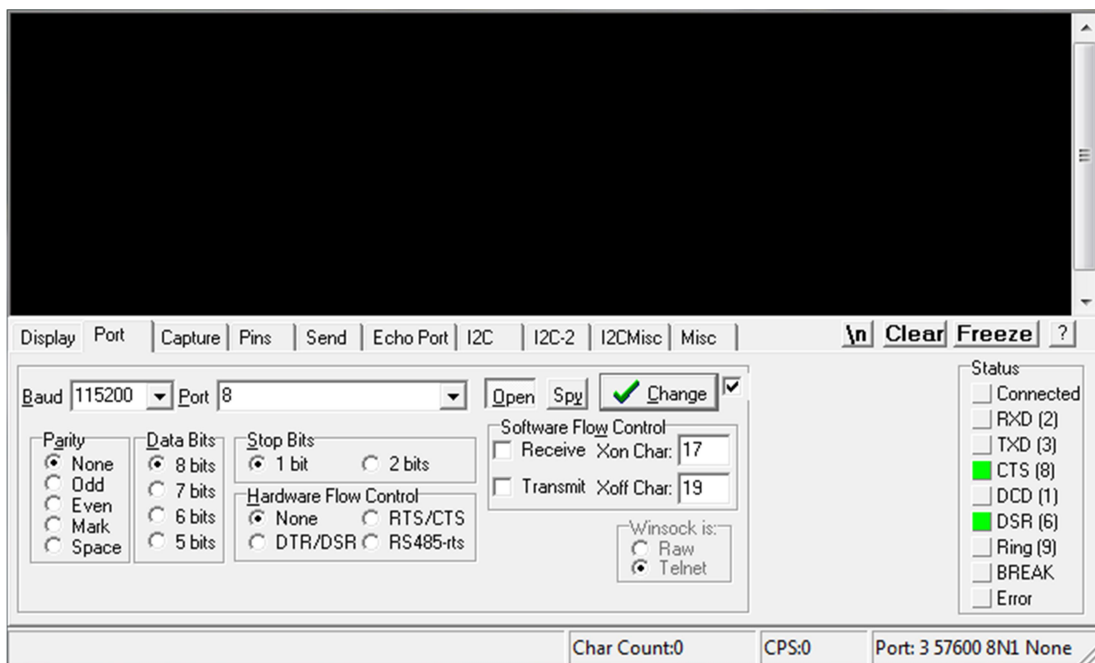 Display Port Capture Pins Send Echo Port I2C I2C-2 I2CMisc Misc \n Clear Freeze ?
Baud 115200 Port 8 Open Spy Change
Parity
None
Odd
Even
Mark
Space
Data Bits
8 bits
7 bits
6 bits
5 bits
Stop Bits
1 bit 2 bits
Hardware Flow Control
None RTS/CTS
DTR/DSR RS485-rts
Software Flow Control
Receive Xon Char: 17
Transmit Xoff Char: 19
Winsock is:
Raw
Telnet
Status
Connected
RXD (2)
TXD (3)
CTS (8)
DCD (1)
DSR (6)
Ring (9)
BREAK
Error
Char Count:0 CPS:0 Port: 3 57600 8N1 None